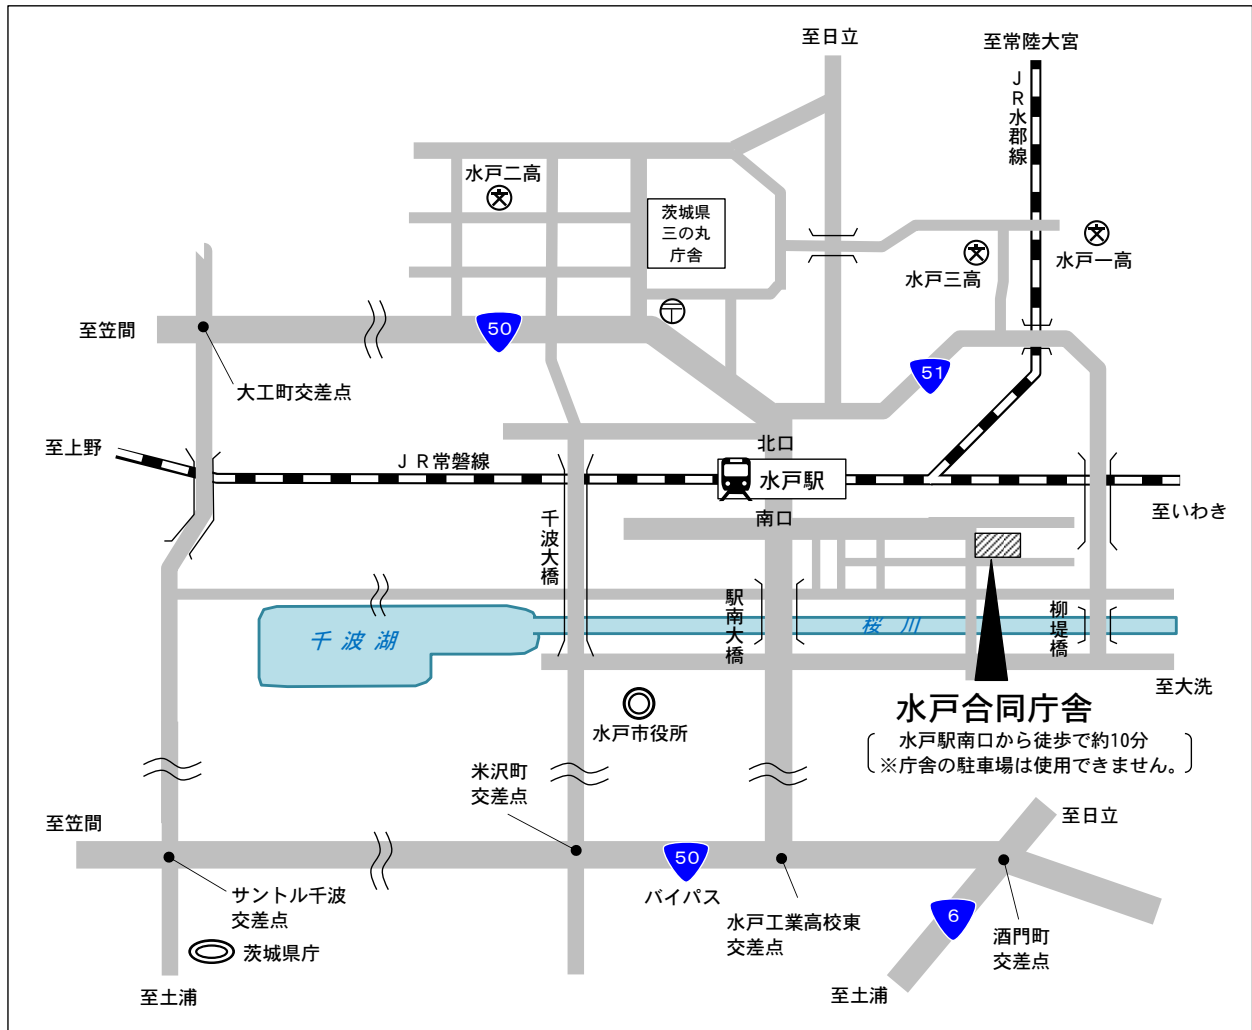 至日立
至常陸大宮
ＪＲ水郡線
水戸二高
茨城県
三の丸
庁舎
水戸三高
水戸一高
至笠間
50
大工町交差点
51
至上野
ＪＲ常磐線
北口
水戸駅
南口
至いわき
千波大橋
駅南大橋
柳堤橋
千波湖
桜川
至大洗
水戸市役所
水戸合同庁舎
水戸駅南口から徒歩で約10分
※庁舎の駐車場は使用できません。
米沢町
交差点
至笠間
至日立
50
バイパス
サントル千波
交差点
水戸工業高校東
交差点
6
酒門町
交差点
茨城県庁
至土浦
至土浦